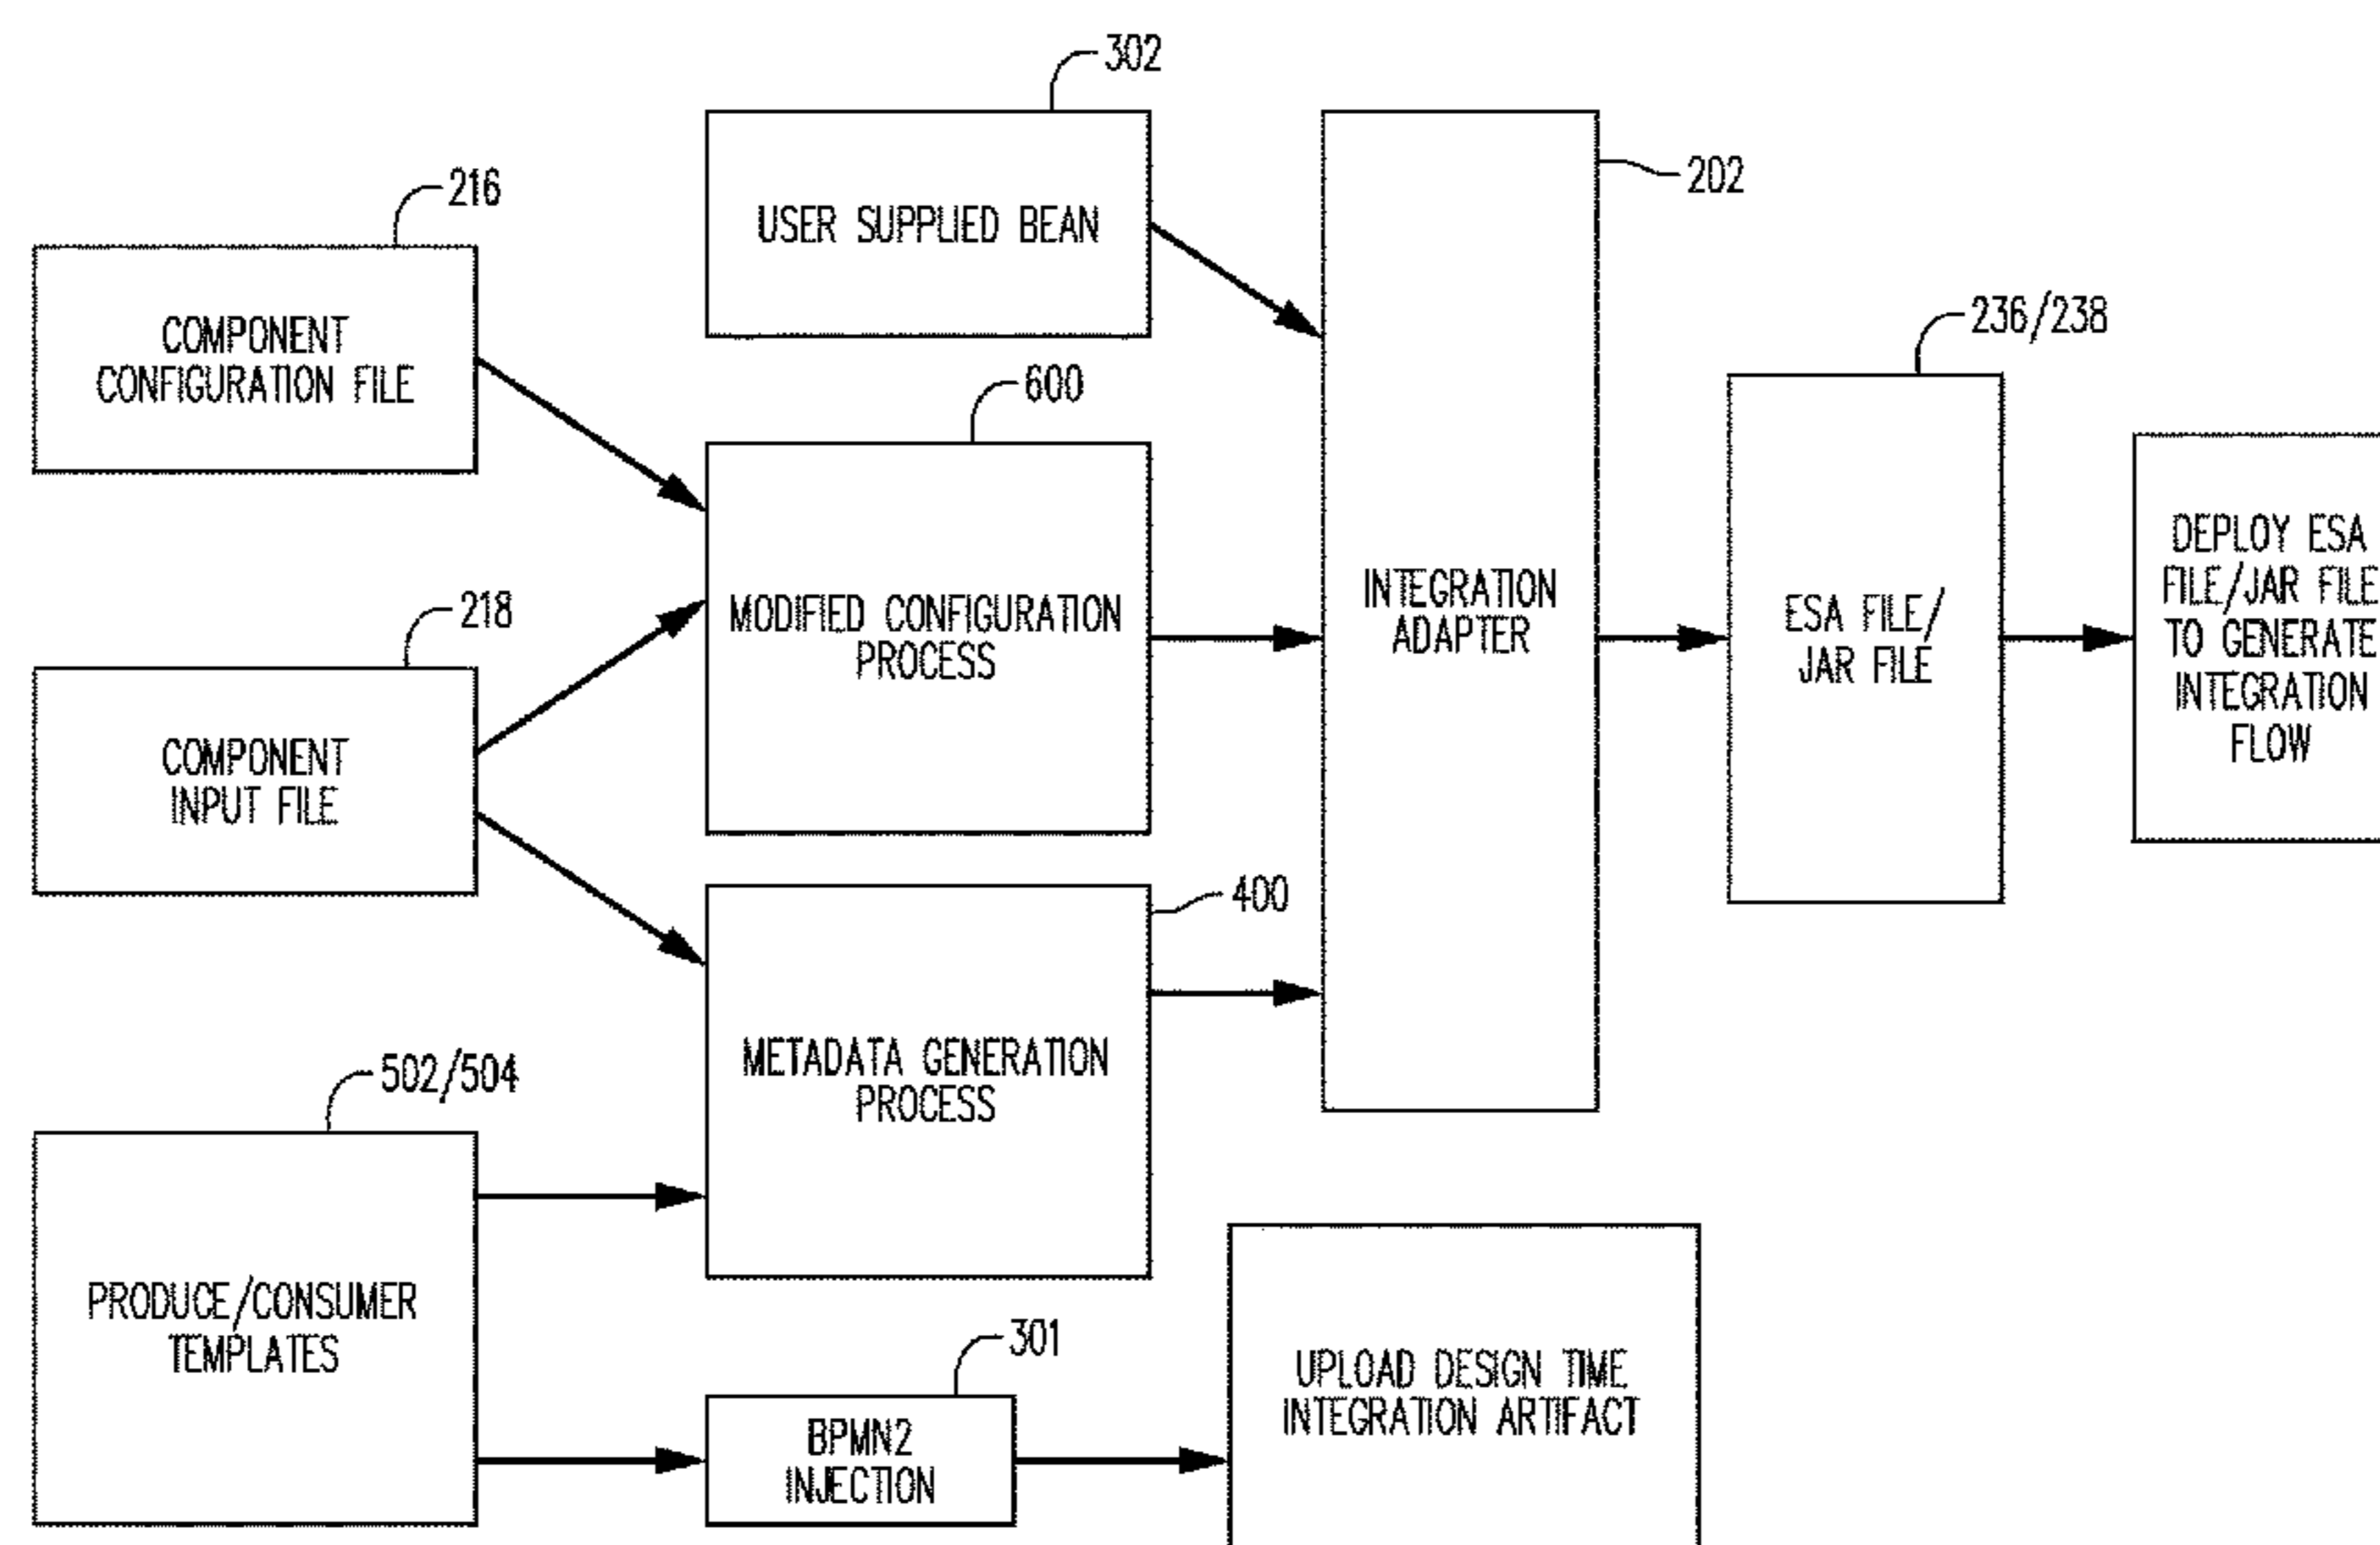 302
USER SUPPLIED BEAN
202
216
COMPONENT
CONFIGURATION FILE
600
MODIFIED CONFIGURATION
PROCESS
INTEGRATION
ADAPTER
236/238
ESA FILE/
JAR FILE
DEPLOY ESA
FILE/JAR FILE
TO GENERATE
INTEGRATION
FLOW
218
COMPONENT
INPUT FILE
400
METADATA GENERATION
PROCESS
502/504
PRODUCE/CONSUMER
TEMPLATES
301
BPMN2
INJECTION
UPLOAD DESIGN TIME
INTEGRATION ARTIFACT